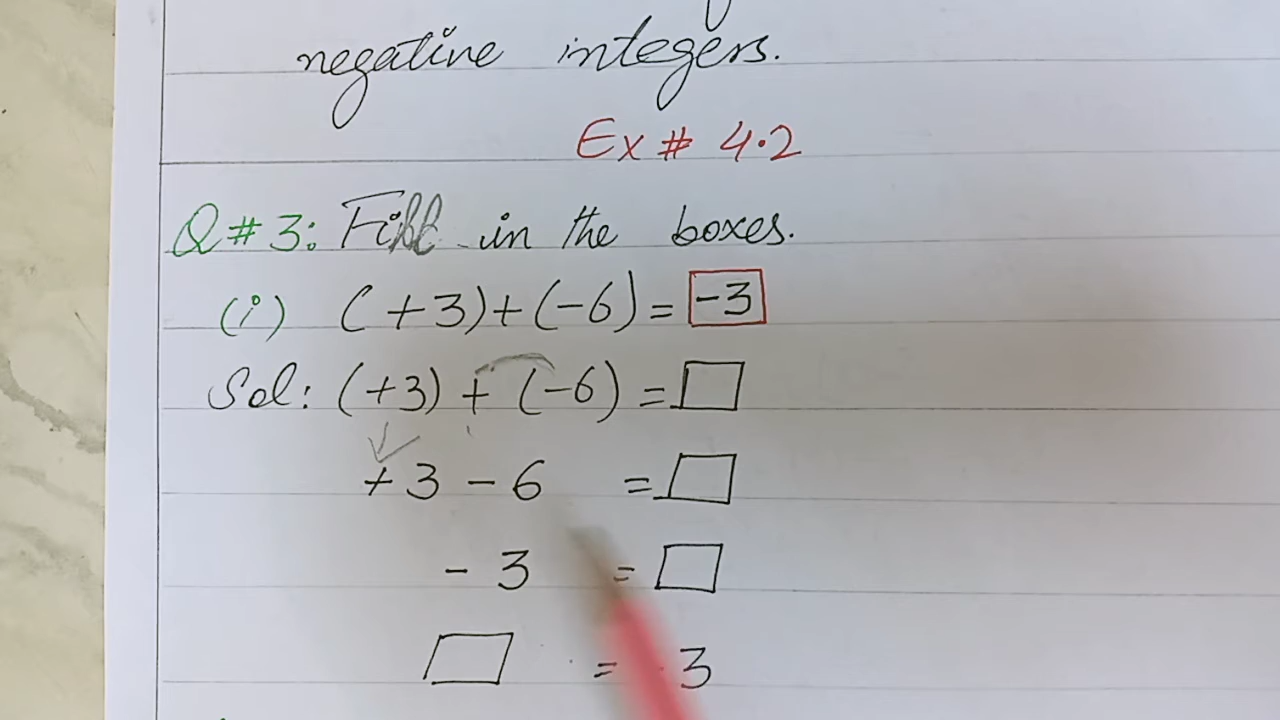 negative integers.
Ex# 4.2
Q#3: Fill in the boxes.
(i) (+3)+(-6)= -3
Sol: (+3) + (-6) = □
+3 - 6 = □
- 3 = □
□ = 3